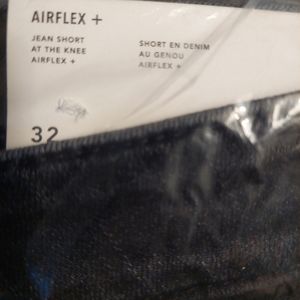 AIRFLEX +
JEAN SHORT
AT THE KNEE
AIRFLEX +
SHORT EN DENIM
AU GENOU
AIRFLEX +
32